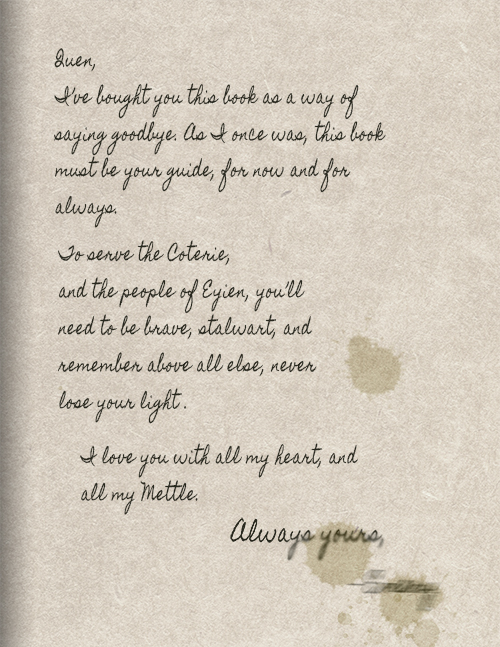 Quen,
I've bought you this book as a way of
saying goodbye. As I once was, this book
must be your guide, for now and for
always.
To serve the Coterie,
and the people of Eyien, you'll
need to be brave, stalwart, and
remember above all else, never
lose your light.
I love you with all my heart, and
all my Mettle.
Always yours,